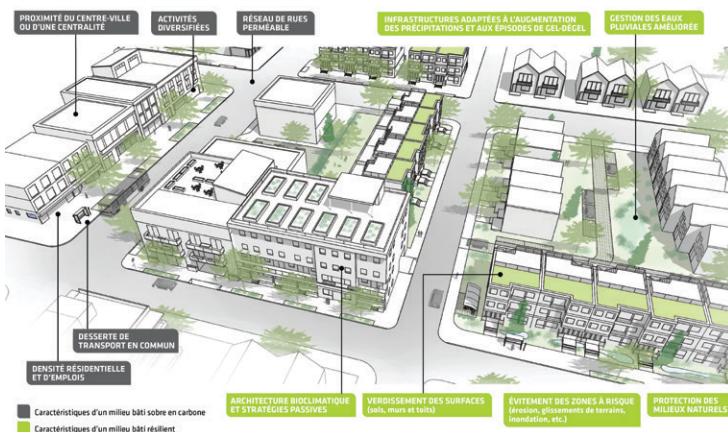 PROXIMITÉ DU CENTRE-VILLE
OU D'UNE CENTRALITÉ
ACTIVITÉS
DIVERSIFIÉES
RÉSEAU DE RUES
PERMÉABLE
INFRASTRUCTURES ADAPTÉES À L'AUGMENTATION
DES PRÉCIPITATIONS ET AUX ÉPISODES DE GEL-DÉGEL
GESTION DES EAUX
PLUVIALES AMÉLIORÉE
DESSERTE DE
TRANSPORT EN COMMUN
DENSITÉ RÉSIDENTIELLE
ET D'EMPLOIS
ARCHITECTURE BIOCLIMATIQUE
ET STRATÉGIES PASSIVES
VERDISSEMENT DES SURFACES
(sols, murs et toits)
ÉVITEMENT DES ZONES À RISQUE
(érosion, glissements de terrains,
inondation, etc.)
PROTECTION DES
MILIEUX NATURELS
Caractéristiques d'un milieu bâti sobre en carbone
Caractéristiques d'un milieu bâti résilient